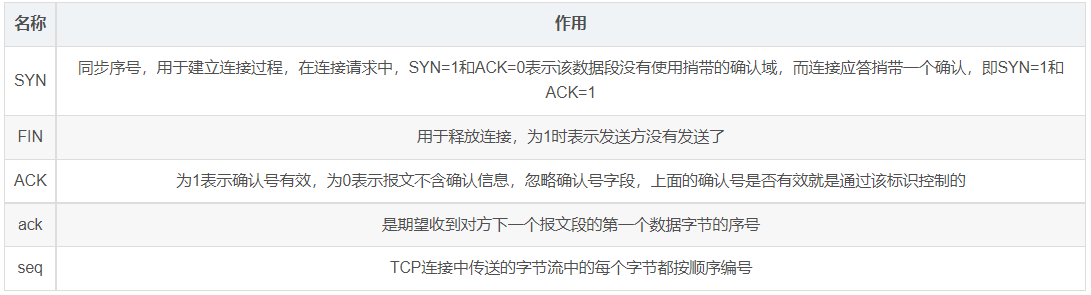 名称 作用
SYN 同步序号，用于建立连接过程，在连接请求中，SYN=1和ACK=0表示该数据段没有使用捎带的确认域，而连接应答捎带一个确认，即SYN=1和
ACK=1
FIN 用于释放连接，为1时表示发送方没有发送了
ACK 为1表示确认号有效，为0表示报文不含确认信息，忽略确认号字段，上面的确认号是否有效就是通过该标识控制的
ack 是期望收到对方下一个报文段的第一个数据字节的序号
seq TCP连接中传送的字节流中的每个字节都按顺序编号